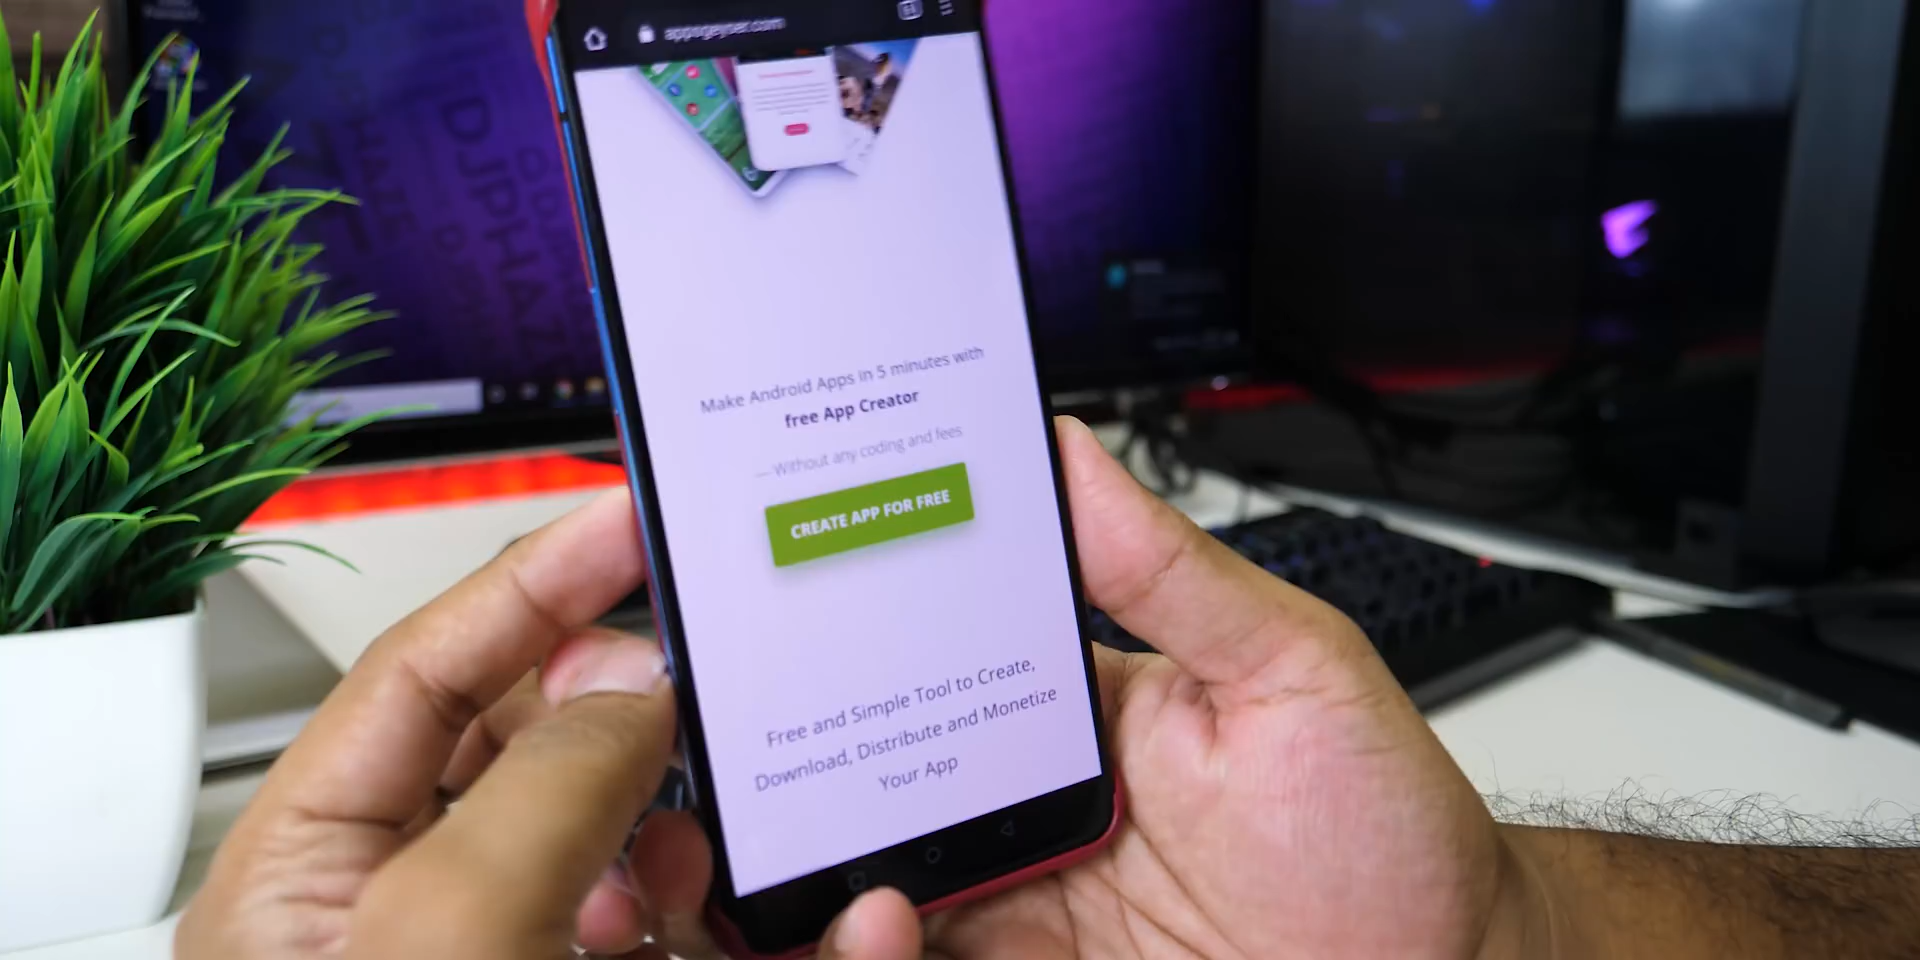 appsgeyser.com
Make Android Apps in 5 minutes with
free App Creator
Without any coding and fees
CREATE APP FOR FREE
Free and Simple Tool to Create,
Download, Distribute and Monetize
Your App
DJPHAZE